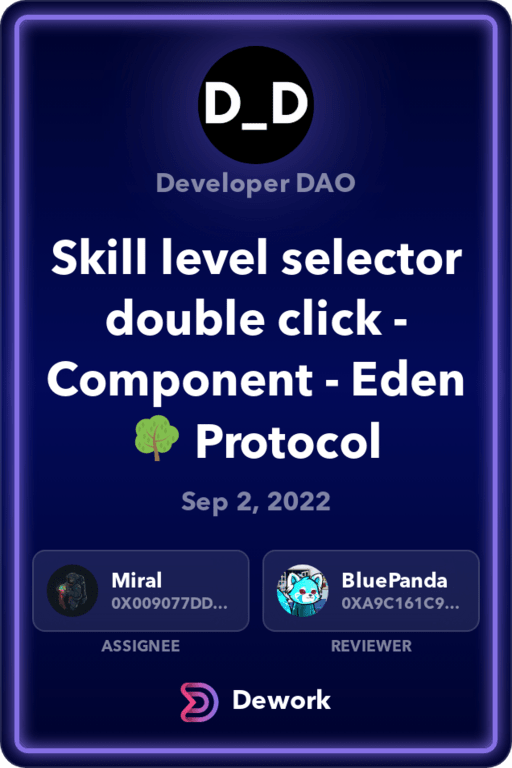 D_D
Developer DAO
Skill level selector
double click -
Component - Eden
🌳 Protocol
Sep 2, 2022
Miral
0X009077DD...
BluePanda
0XA9C161C9...
ASSIGNEE
REVIEWER
Dework